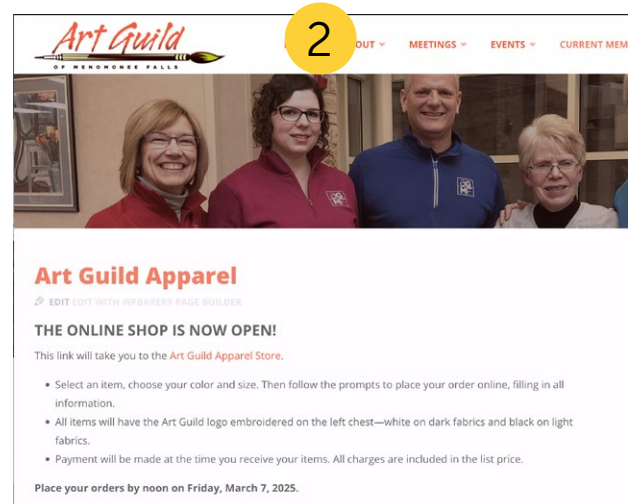 Art Guild
OF MENOMONEE FALLS
2
OUT
MEETINGS
EVENTS
CURRENT MEM
Art Guild Apparel
EDIT EDIT WITH WPBAKERY PAGE BUILDER
THE ONLINE SHOP IS NOW OPEN!
This link will take you to the Art Guild Apparel Store.
• Select an item, choose your color and size. Then follow the prompts to place your order online, filling in all
information.
• All items will have the Art Guild logo embroidered on the left chest—white on dark fabrics and black on light
fabrics.
• Payment will be made at the time you receive your items. All charges are included in the list price.
Place your orders by noon on Friday, March 7, 2025.